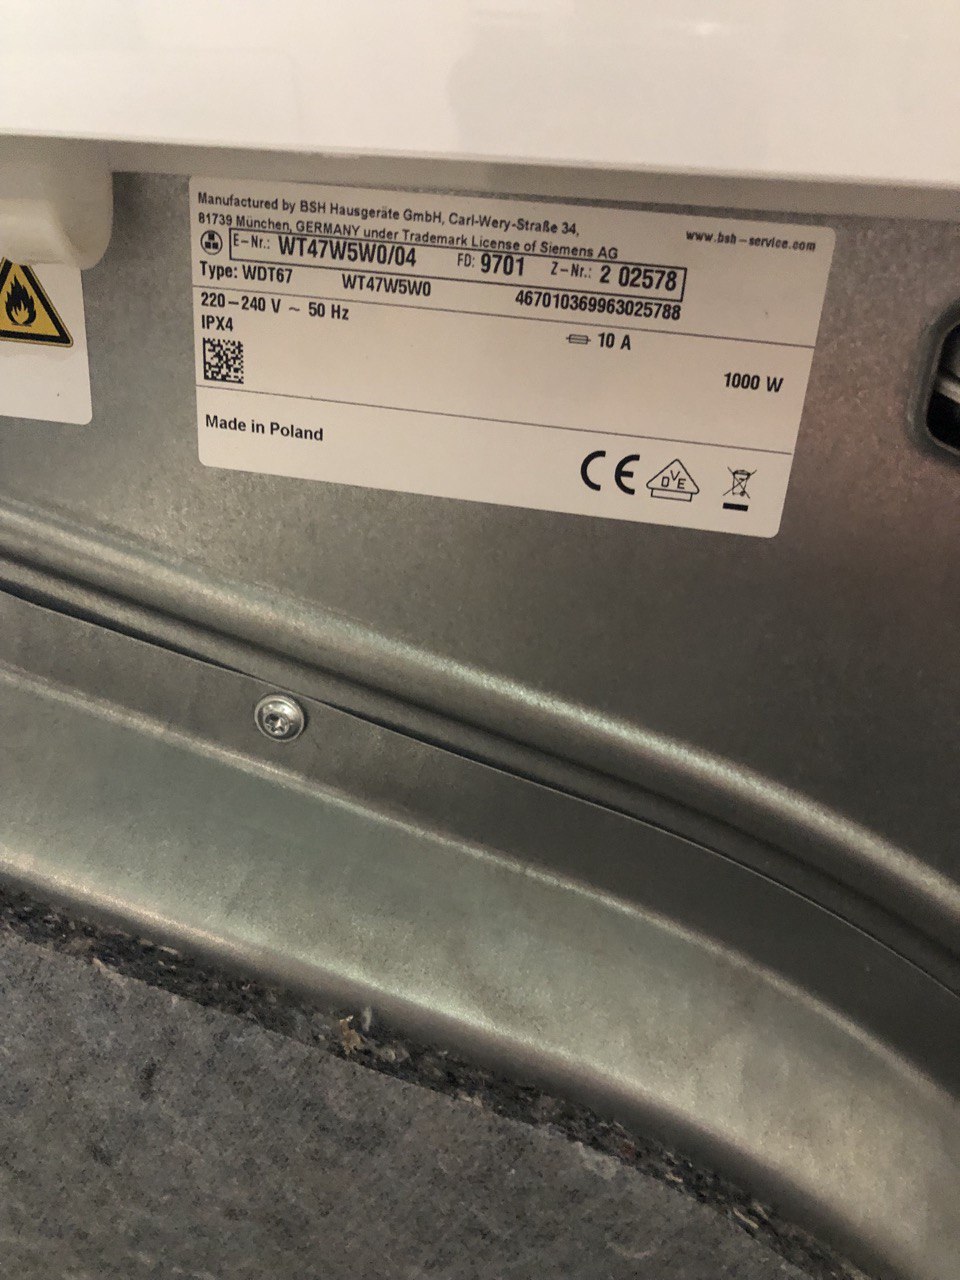 Manufactured by BSH Hausgeräte GmbH, Carl-Wery-Straße 34,
81739 München, GERMANY under Trademark License of Siemens AG
www.bsh-service.com
E-Nr.: WT47W5W0/04 FD: 9701 Z-Nr.: 2 02578
Type: WDT67 WT47W5W0 467010369963025788
220-240 V ~ 50 Hz
IPX4
10 A
1000 W
Made in Poland
CE
DVE